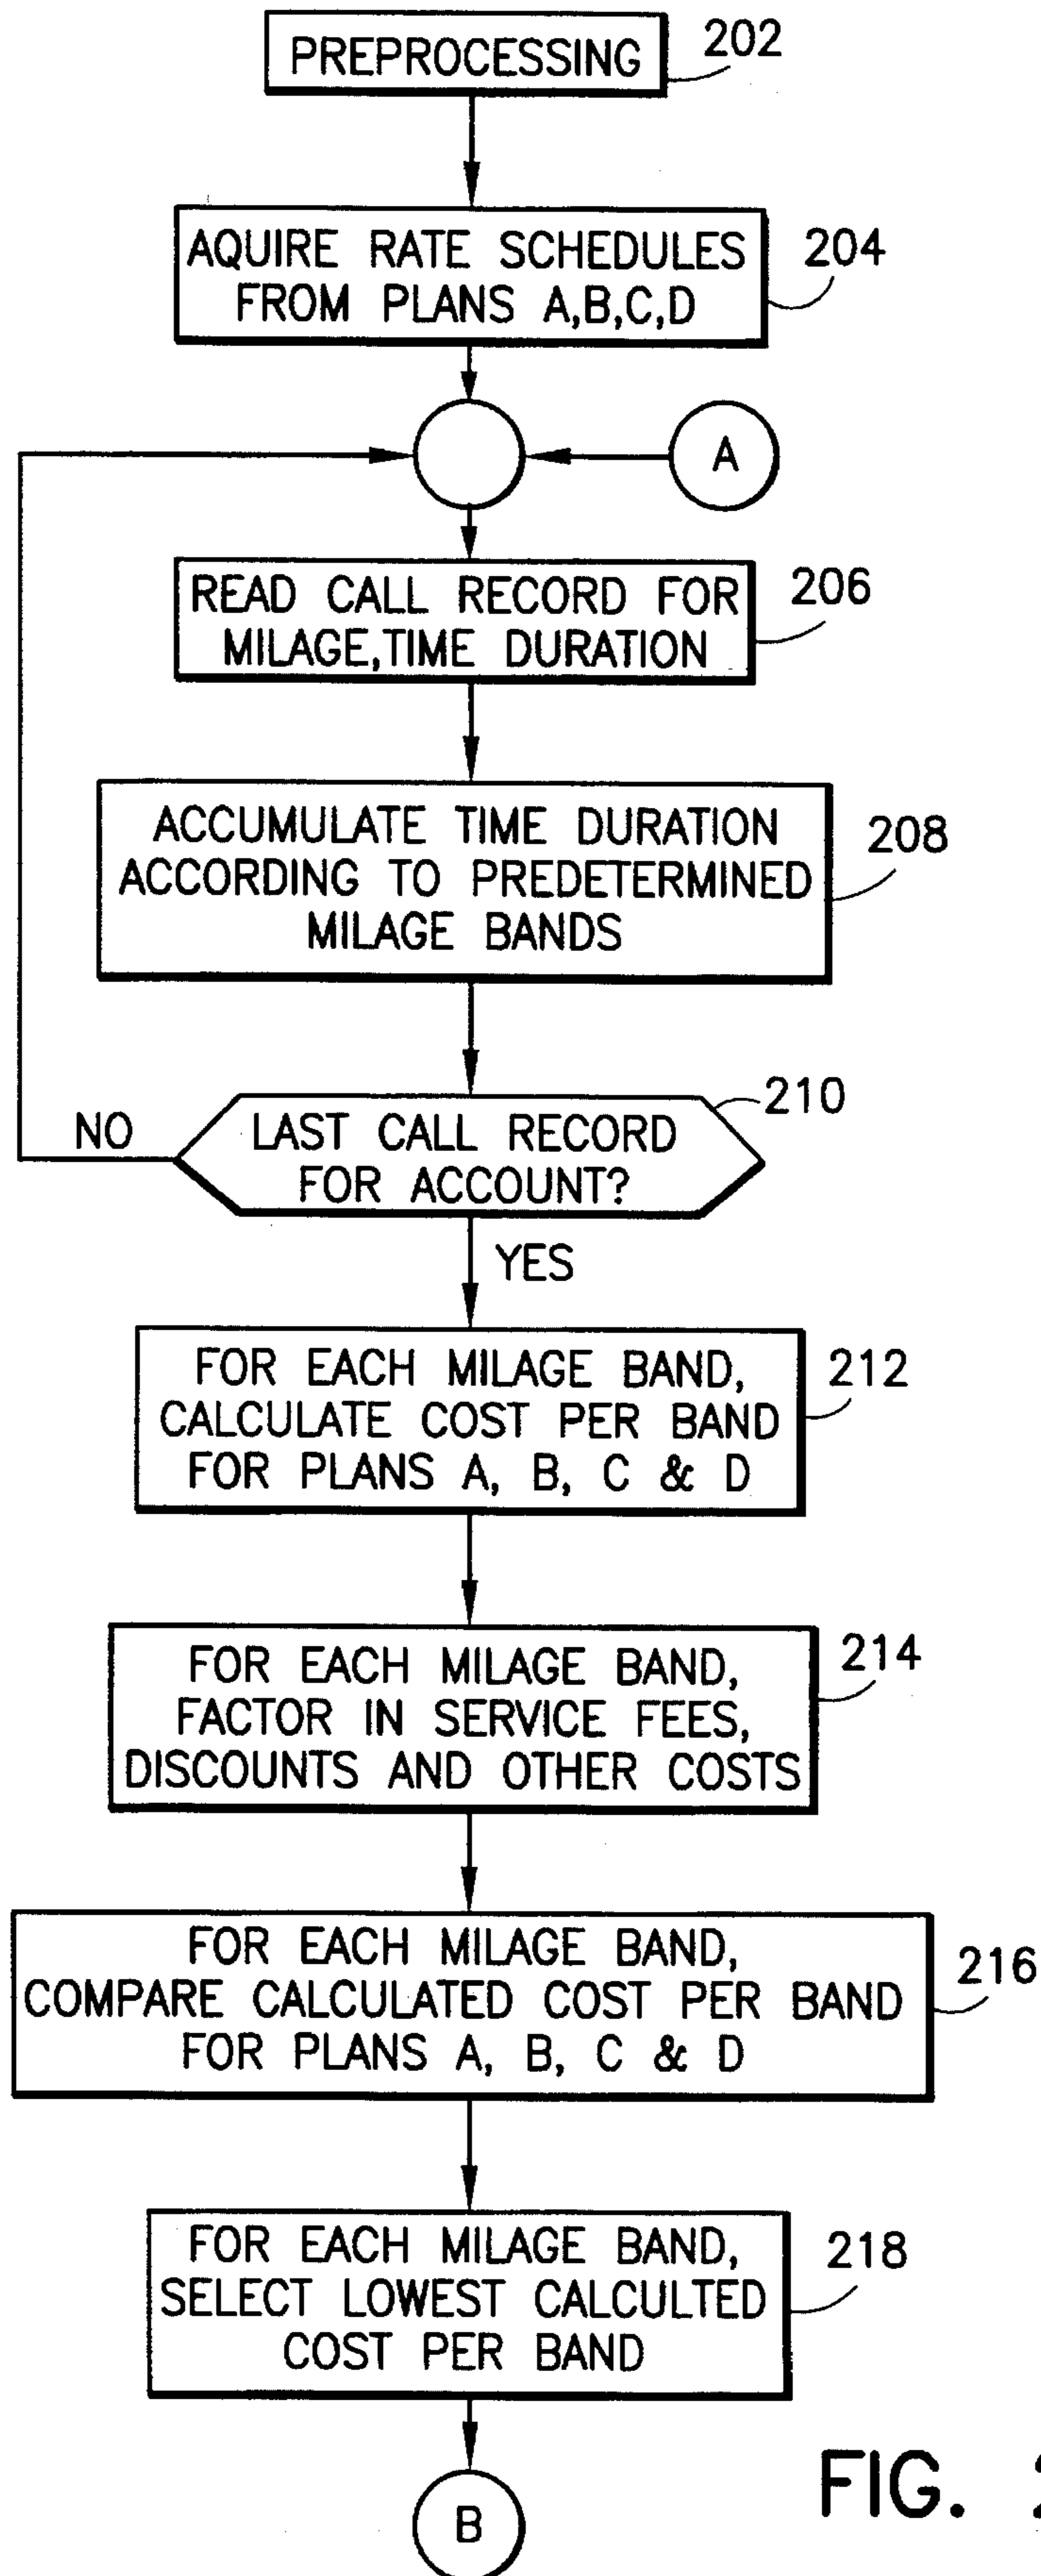 PREPROCESSING
202
AQUIRE RATE SCHEDULES
FROM PLANS A,B,C,D
204
A
READ CALL RECORD FOR
MILAGE,TIME DURATION
206
ACCUMULATE TIME DURATION
ACCORDING TO PREDETERMINED
MILAGE BANDS
208
LAST CALL RECORD
FOR ACCOUNT?
210
NO
YES
FOR EACH MILAGE BAND,
CALCULATE COST PER BAND
FOR PLANS A, B, C & D
212
FOR EACH MILAGE BAND,
FACTOR IN SERVICE FEES,
DISCOUNTS AND OTHER COSTS
214
FOR EACH MILAGE BAND,
COMPARE CALCULATED COST PER BAND
FOR PLANS A, B, C & D
216
FOR EACH MILAGE BAND,
SELECT LOWEST CALCULTED
COST PER BAND
218
B
FIG.